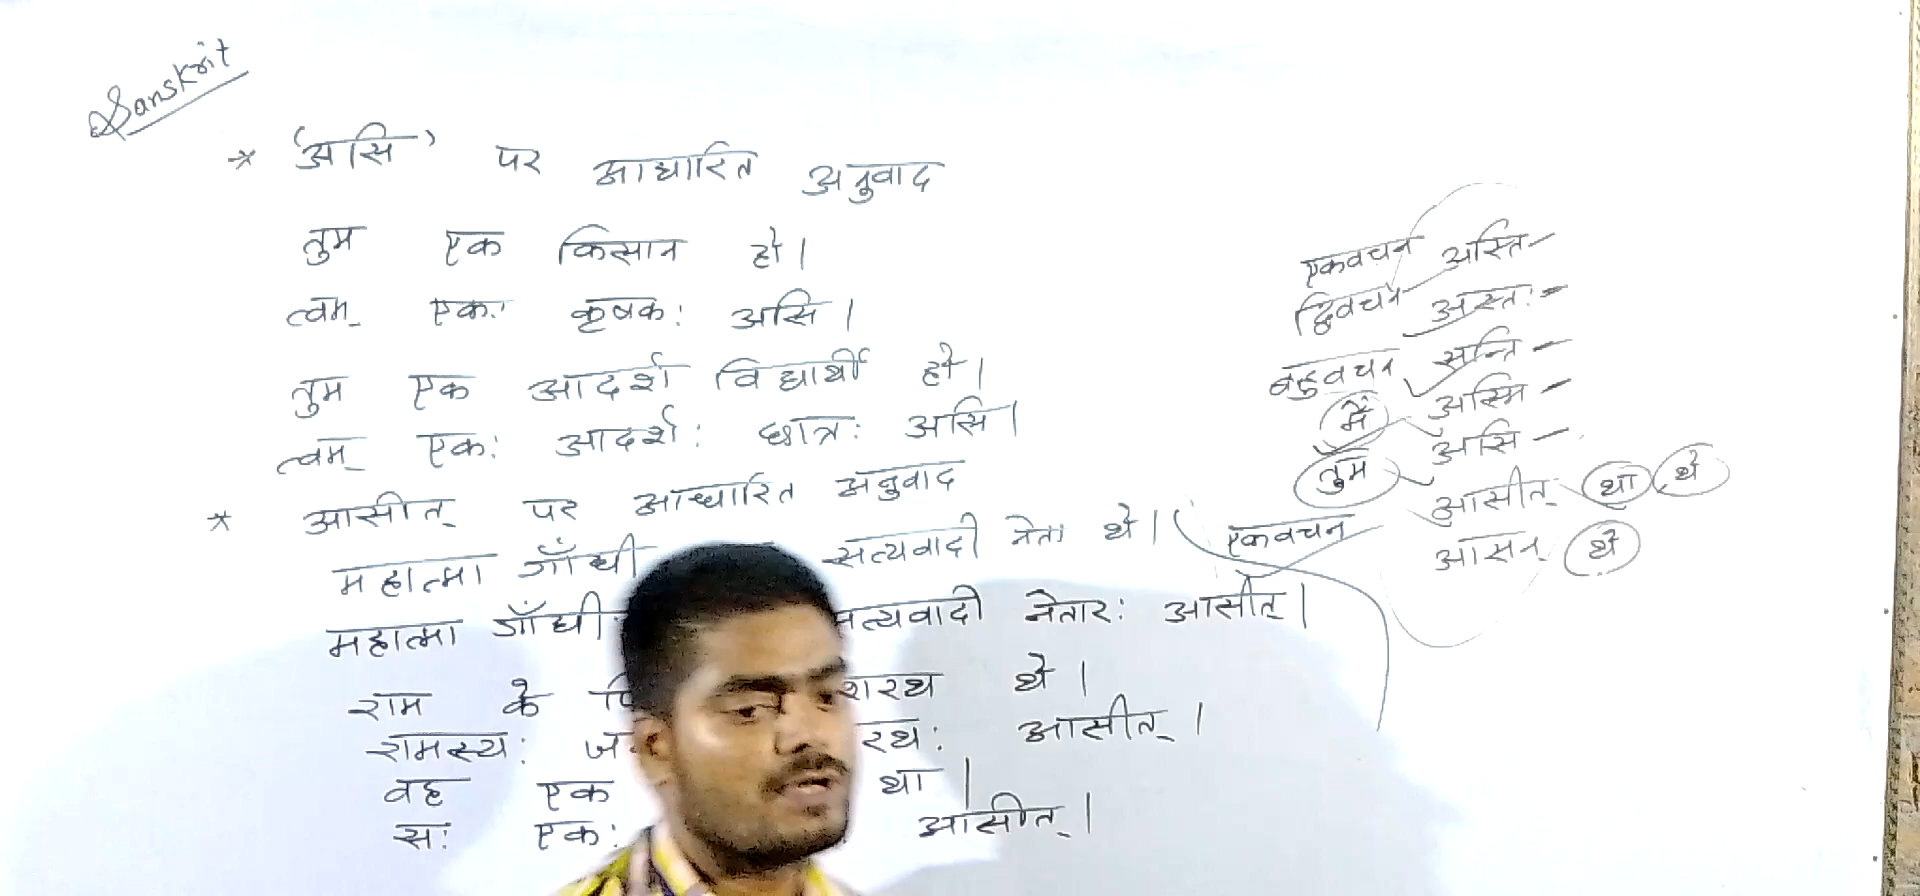 Sanskrit
* 'असि' पर आधारित अनुवाद
तुम एक किसान हो।
त्वम् एकः कृषकः असि।
तुम एक आदर्श विद्यार्थी हो।
त्वम् एकः आदर्शः छात्रः असि।
* आसीत् पर आधारित अनुवाद
महात्मा गाँधी सत्यवादी नेता थे।
महात्मा गाँधी सत्यवादी नेतारः आसीत्।
राम के थे।
रामस्यः आसीत्।
वह एक था।
सः एकः आसीत्।
एकवचन अस्ति
द्विवचन अस्तः
बहुवचन सन्ति
मैं अस्मि
तुम असि
एकवचन आसीत् था थे
आसन् थे